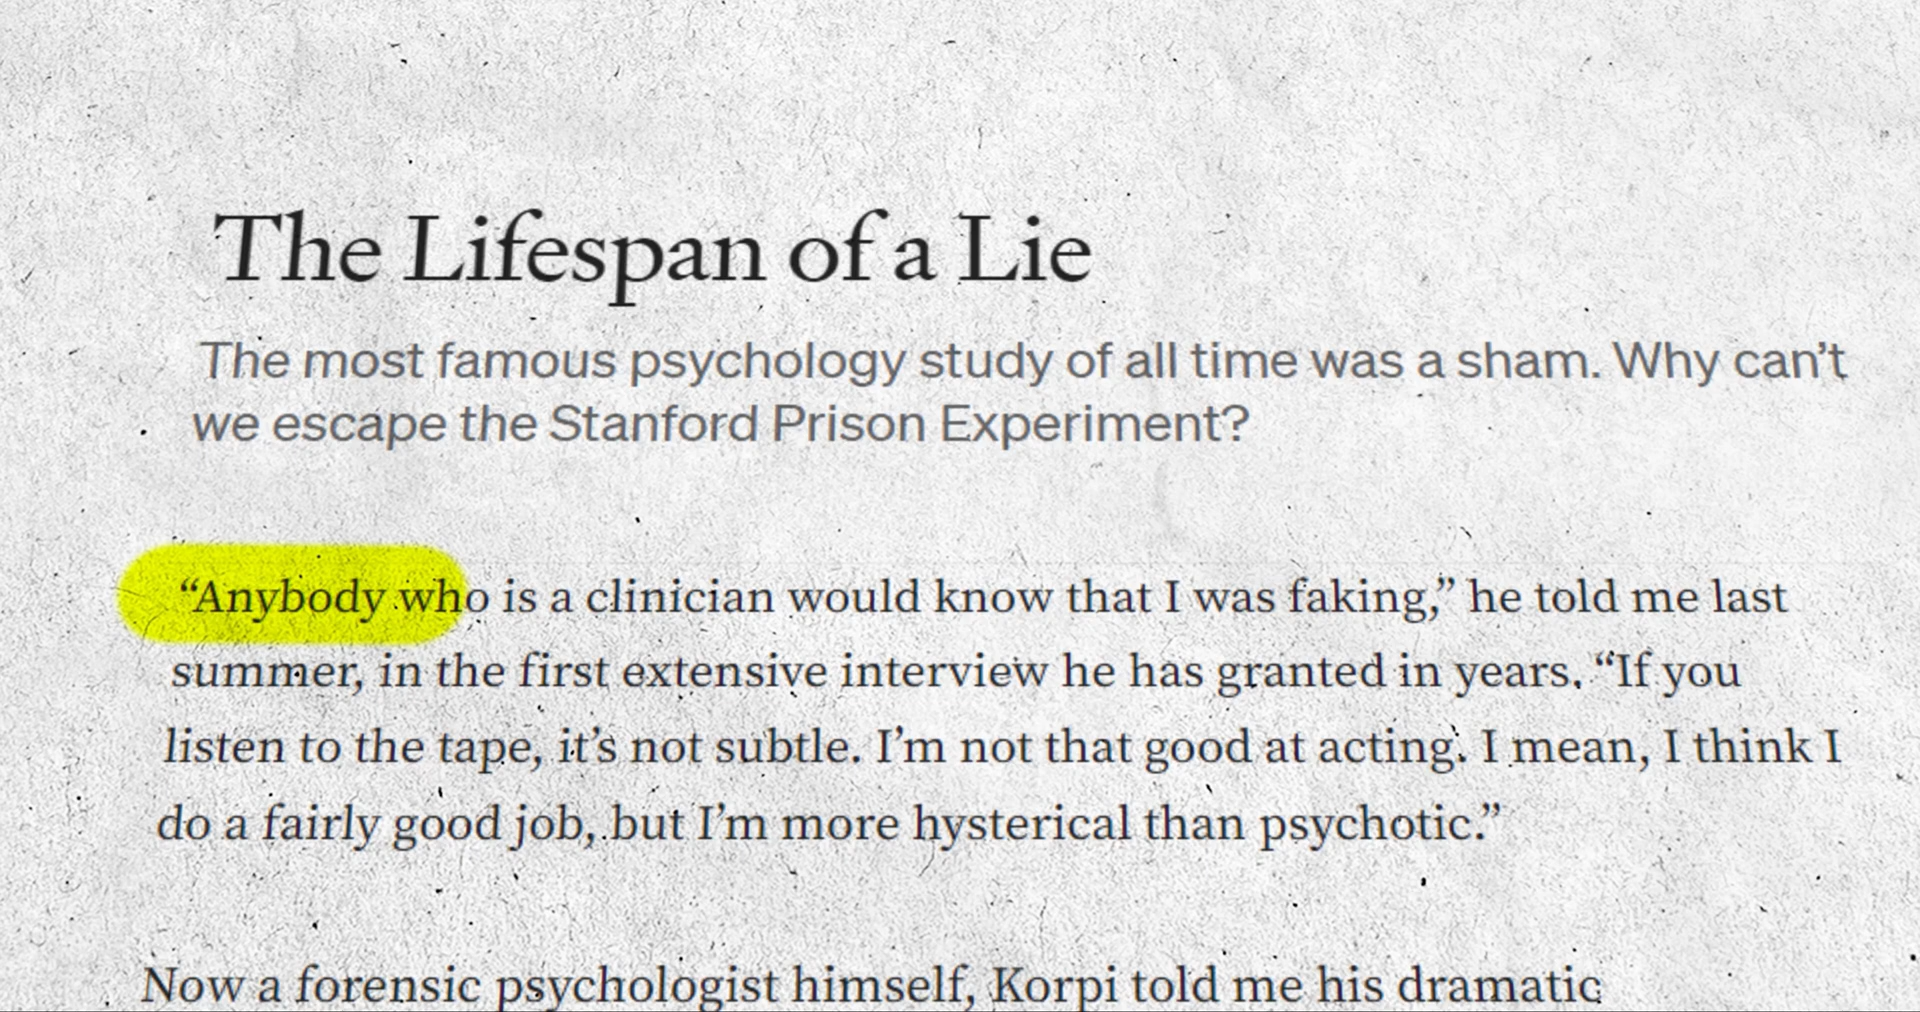 The Lifespan of a Lie
The most famous psychology study of all time was a sham. Why can’t
we escape the Stanford Prison Experiment?
“Anybody who is a clinician would know that I was faking,” he told me last
summer, in the first extensive interview he has granted in years. “If you
listen to the tape, it’s not subtle. I’m not that good at acting. I mean, I think I
do a fairly good job, but I’m more hysterical than psychotic.”
Now a forensic psychologist himself, Korpi told me his dramatic